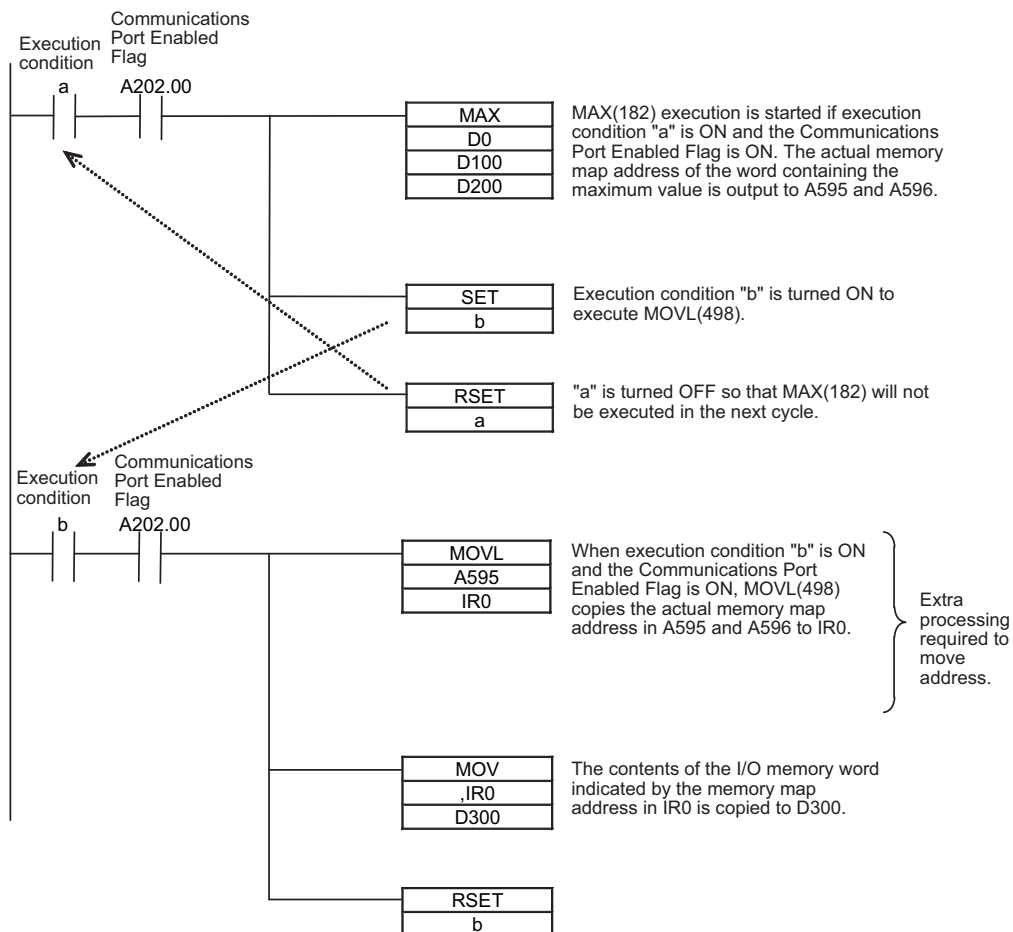 Execution
condition
Communications
Port Enabled
Flag
a
A202.00
MAX
D0
D100
D200
MAX(182) execution is started if execution
condition "a" is ON and the Communications
Port Enabled Flag is ON. The actual memory
map address of the word containing the
maximum value is output to A595 and A596.
SET
b
Execution condition "b" is turned ON to
execute MOVL(498).
RSET
a
"a" is turned OFF so that MAX(182) will not
be executed in the next cycle.
Execution
condition
Communications
Port Enabled
Flag
b
A202.00
MOVL
A595
IR0
When execution condition "b" is ON
and the Communications Port
Enabled Flag is ON, MOVL(498)
copies the actual memory map
address in A595 and A596 to IR0.
Extra
processing
required to
move
address.
MOV
,IR0
D300
The contents of the I/O memory word
indicated by the memory map
address in IR0 is copied to D300.
RSET
b